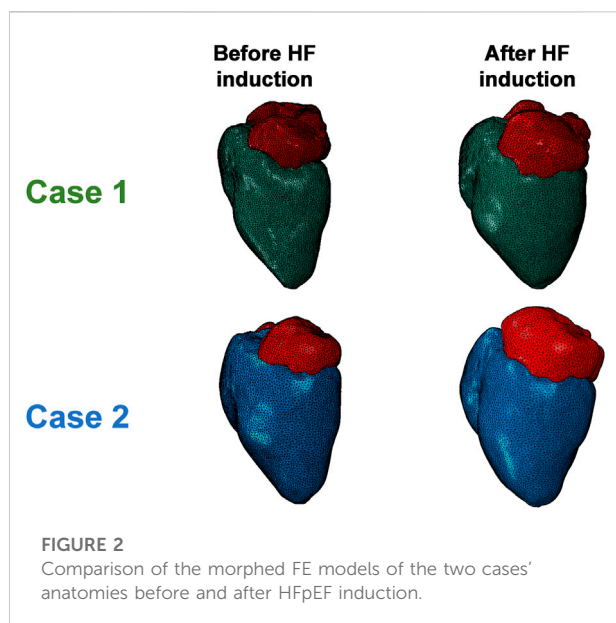 Before HF
induction
After HF
induction
Case 1
Case 2
FIGURE 2
Comparison of the morphed FE models of the two cases’
anatomies before and after HFpEF induction.